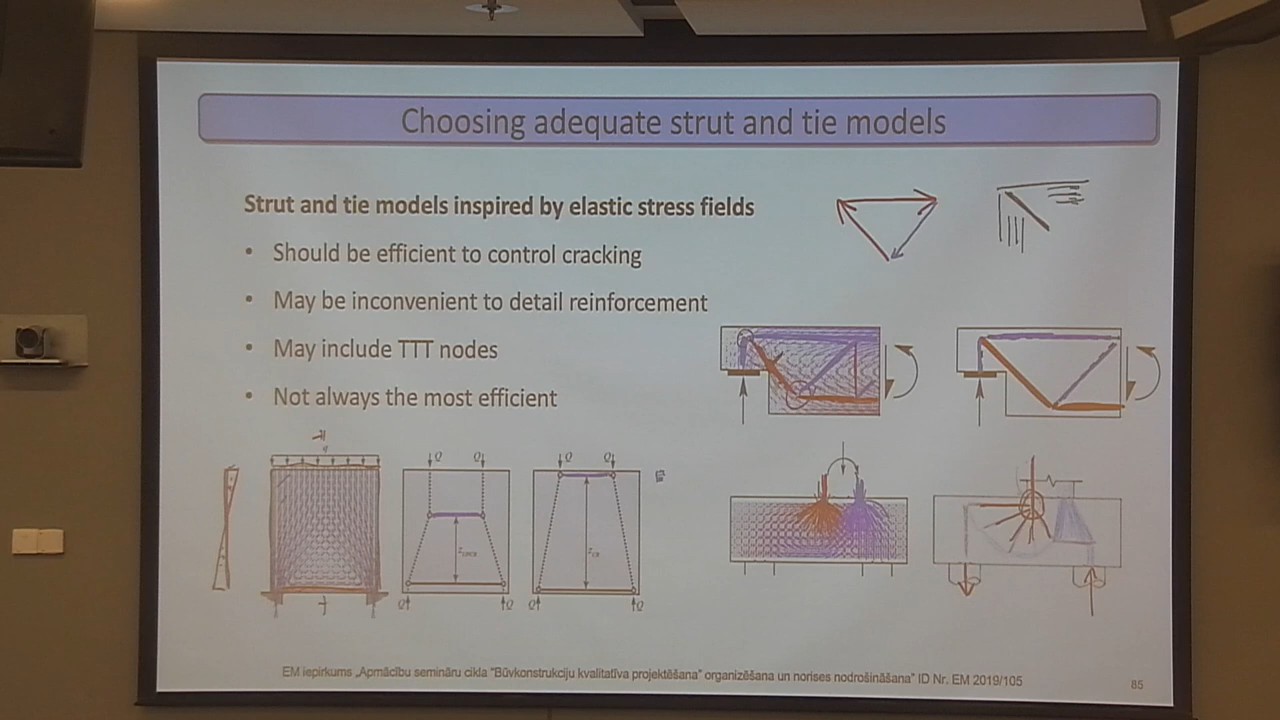 Choosing adequate strut and tie models
Strut and tie models inspired by elastic stress fields
• Should be efficient to control cracking
• May be inconvenient to detail reinforcement
• May include TTT nodes
• Not always the most efficient
Q Q Q Q
Q Q Q Q
EM iepirkums „Apmācību semināru cikla "Būvkonstrukciju kvalitatīva projektēšana" organizēšana un norises nodrošināšana" ID Nr. EM 2019/105
85